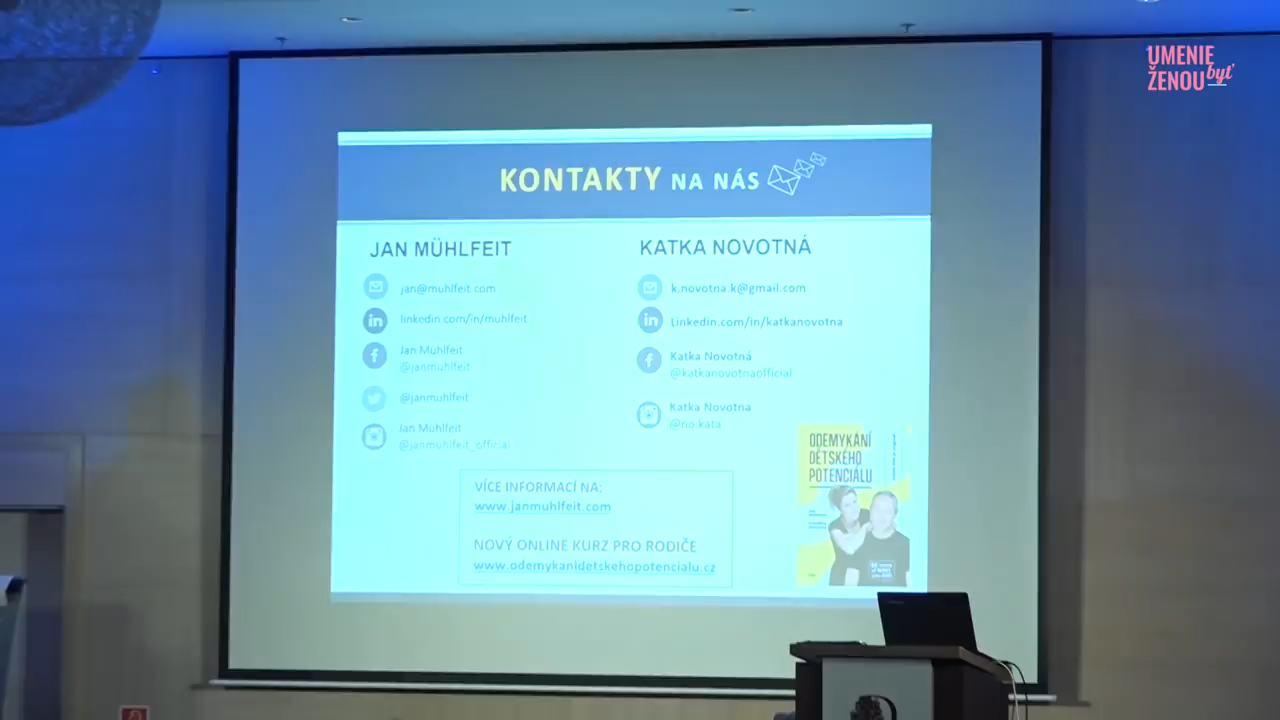 UMENIE
ŽENOU byť
KONTAKTY NA NÁS
JAN MÜHLFEIT
jan@muhlfeit.com
linkedin.com/in/muhlfeit
Jan Mühlfeit
@janmuhlfeit
@janmuhlfeit
Jan Mühlfeit
@janmuhlfeit_official
KATKA NOVOTNÁ
k.novotna.k@gmail.com
Linkedin.com/in/katkanovotna
Katka Novotná
@katkanovotnaofficial
Katka Novotna
@no.kata
VÍCE INFORMACÍ NA:
www.janmuhlfeit.com
NOVÝ ONLINE KURZ PRO RODIČE
www.odemykanidetskehopotencialu.cz
ODEMYKÁNÍ
DĚTSKÉHO
POTENCIÁLU